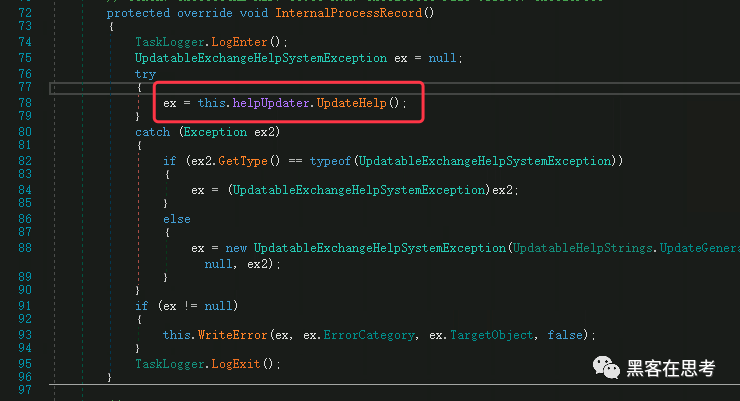 72 protected override void InternalProcessRecord()
73 {
74 TaskLogger.LogEnter();
75 UpdatableExchangeHelpSystemException ex = null;
76 try
77 {
78 ex = this.helpUpdater.UpdateHelp();
79 }
80 catch (Exception ex2)
81 {
82 if (ex2.GetType() == typeof(UpdatableExchangeHelpSystemException))
83 {
84 ex = (UpdatableExchangeHelpSystemException)ex2;
85 }
86 else
87 {
88 ex = new UpdatableExchangeHelpSystemException(UpdatableHelpStrings.UpdateGenera
null, ex2);
89 }
90 }
91 if (ex != null)
92 {
93 this.WriteError(ex, ex.ErrorCategory, ex.TargetObject, false);
94 }
95 TaskLogger.LogExit();
96 }
97
黑客在思考